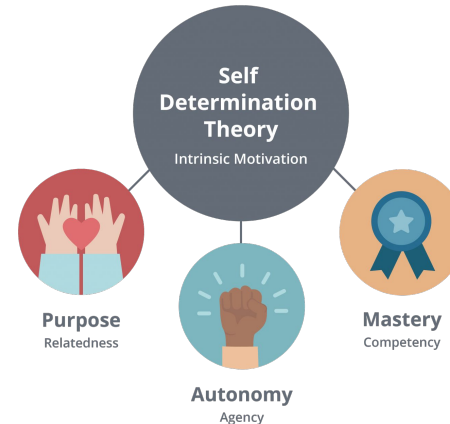 Self
Determination
Theory
Intrinsic Motivation
Purpose
Relatedness
Autonomy
Agency
Mastery
Competency